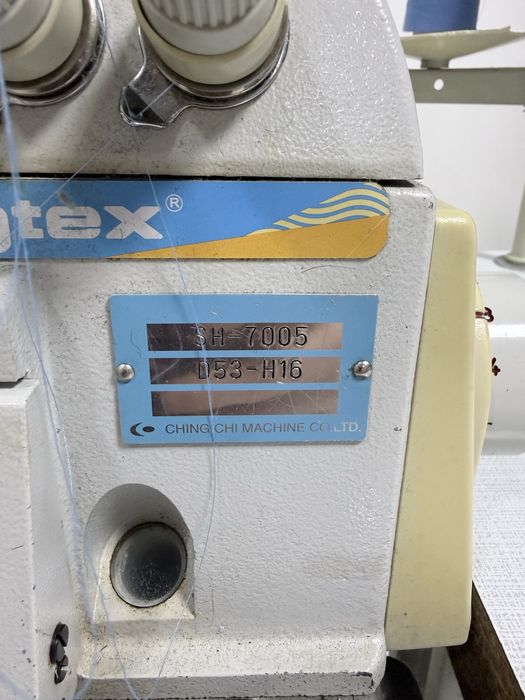 tex®
SH-7005
D53-H16
CHING CHI MACHINE CO.,LTD.